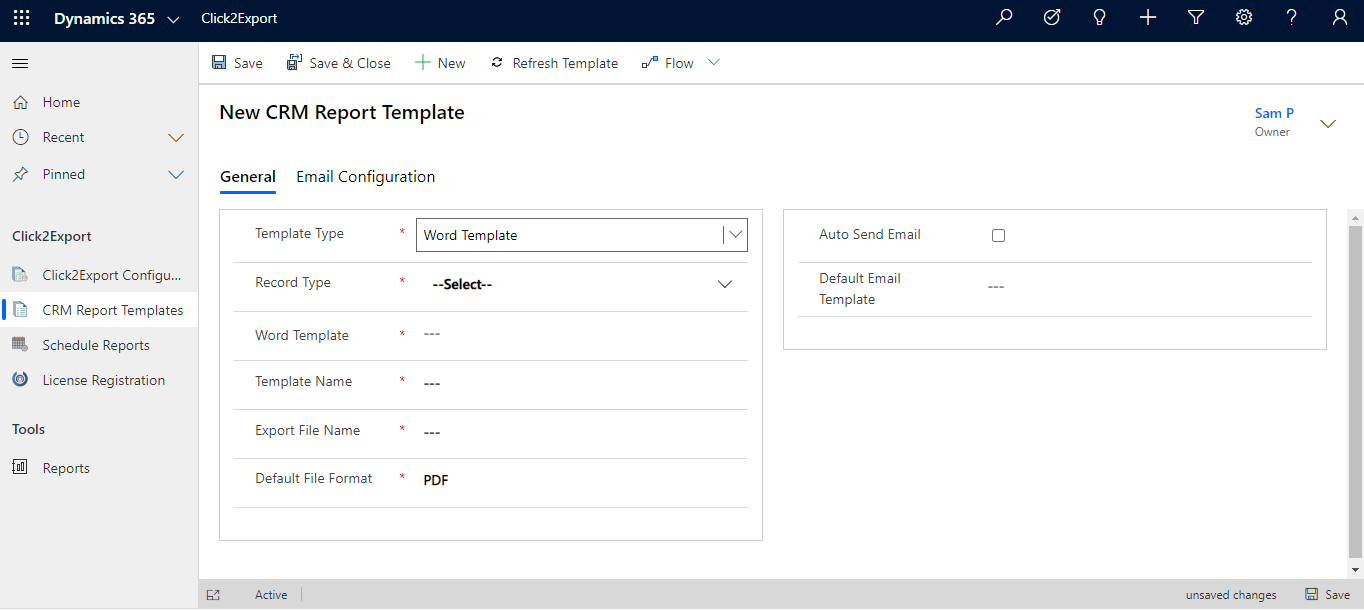 Dynamics 365
Click2Export
Save
Save & Close
New
Refresh Template
Flow
Home
Recent
Pinned
Click2Export
Click2Export Configu...
CRM Report Templates
Schedule Reports
License Registration
Tools
Reports
New CRM Report Template
Sam P
Owner
General
Email Configuration
Template Type
*
Word Template
Record Type
*
--Select--
Word Template
*
---
Template Name
*
---
Export File Name
*
---
Default File Format
*
PDF
Auto Send Email
Default Email
Template
---
Active
unsaved changes
Save